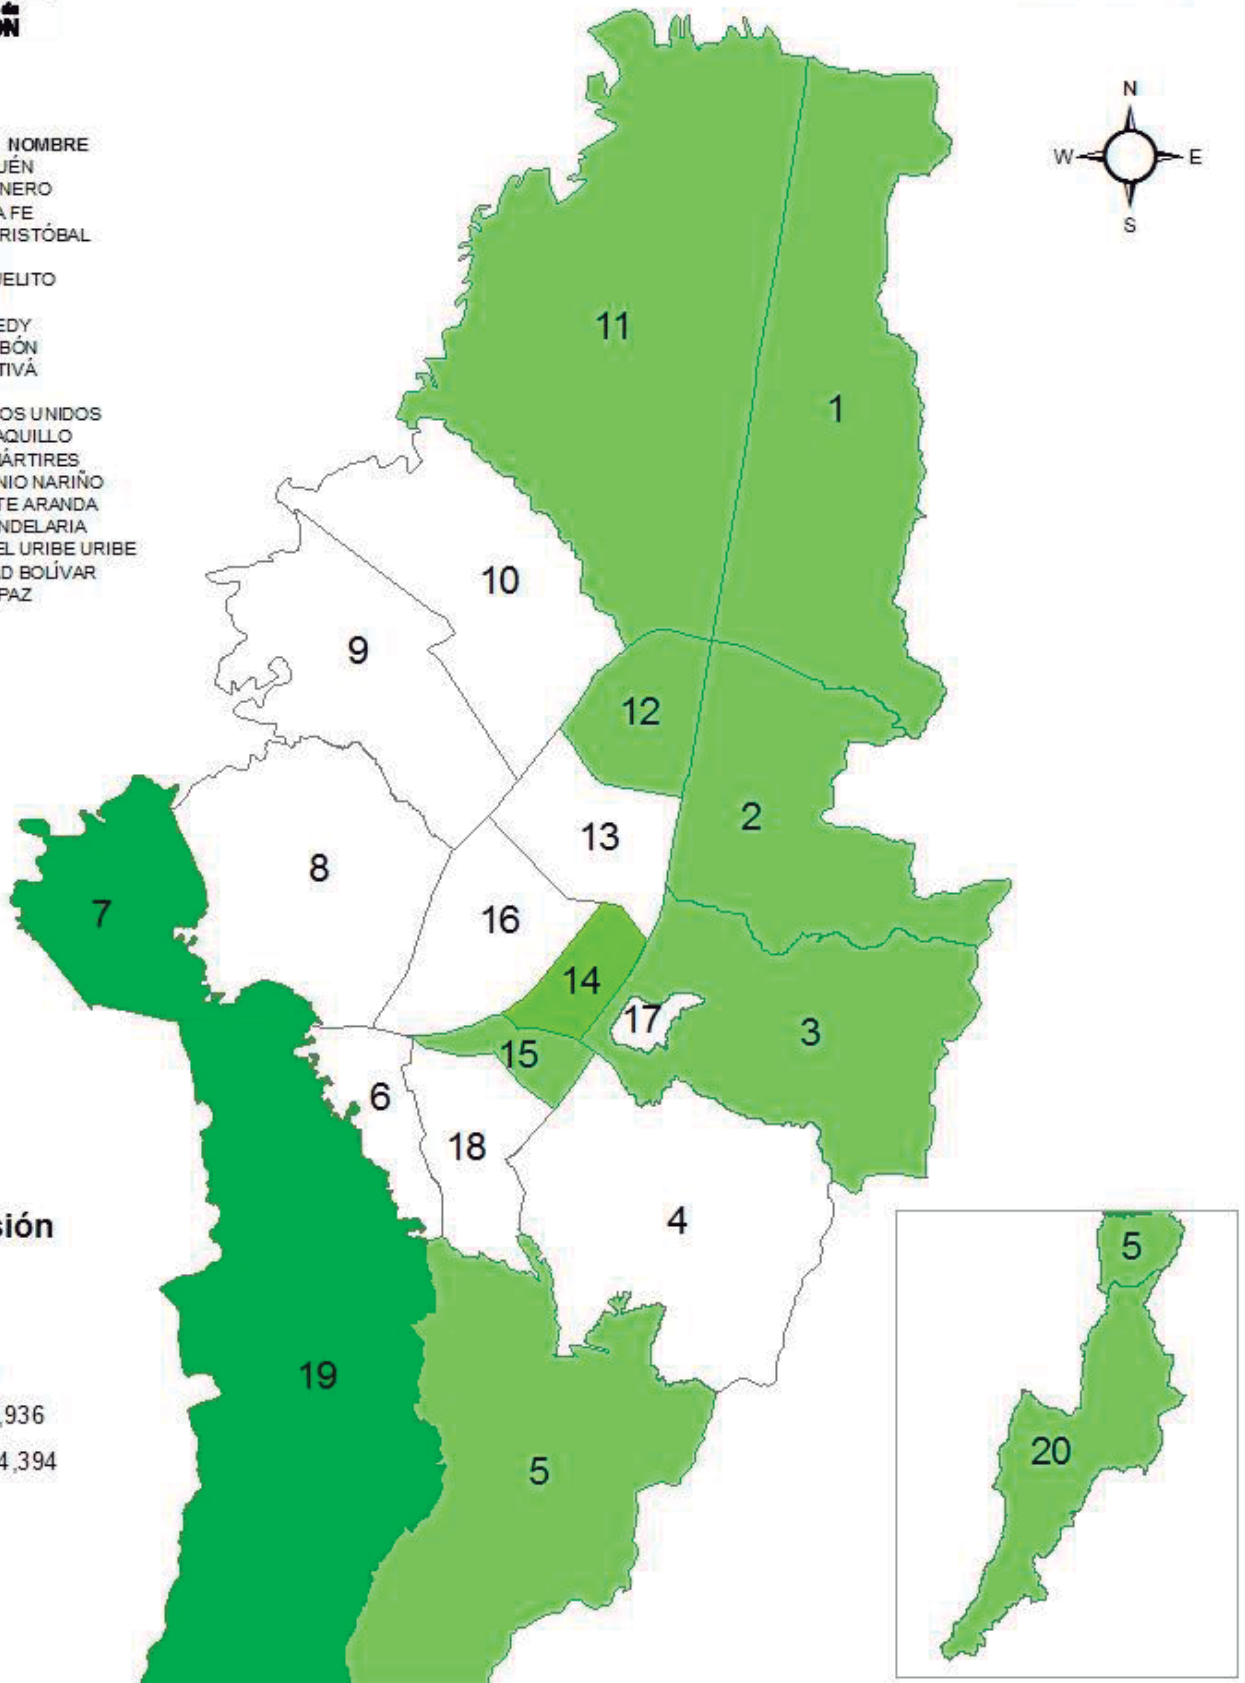 de
ÓN
NOMBRE
UÉN
NERO
A FE
RISTÓBAL
ELITO
EDY
BÓN
TIVÁ
OS UNIDOS
AQUILLO
ÁRTIRES
NIO NARIÑO
TE ARANDA
NDELARIA
EL URIBE URIBE
D BOLÍVAR
PAZ
N
W E
S
11
1
10
9
12
2
13
8
7
16
14
17
3
15
6
18
4
sión
5
19
,936
20
4,394
5